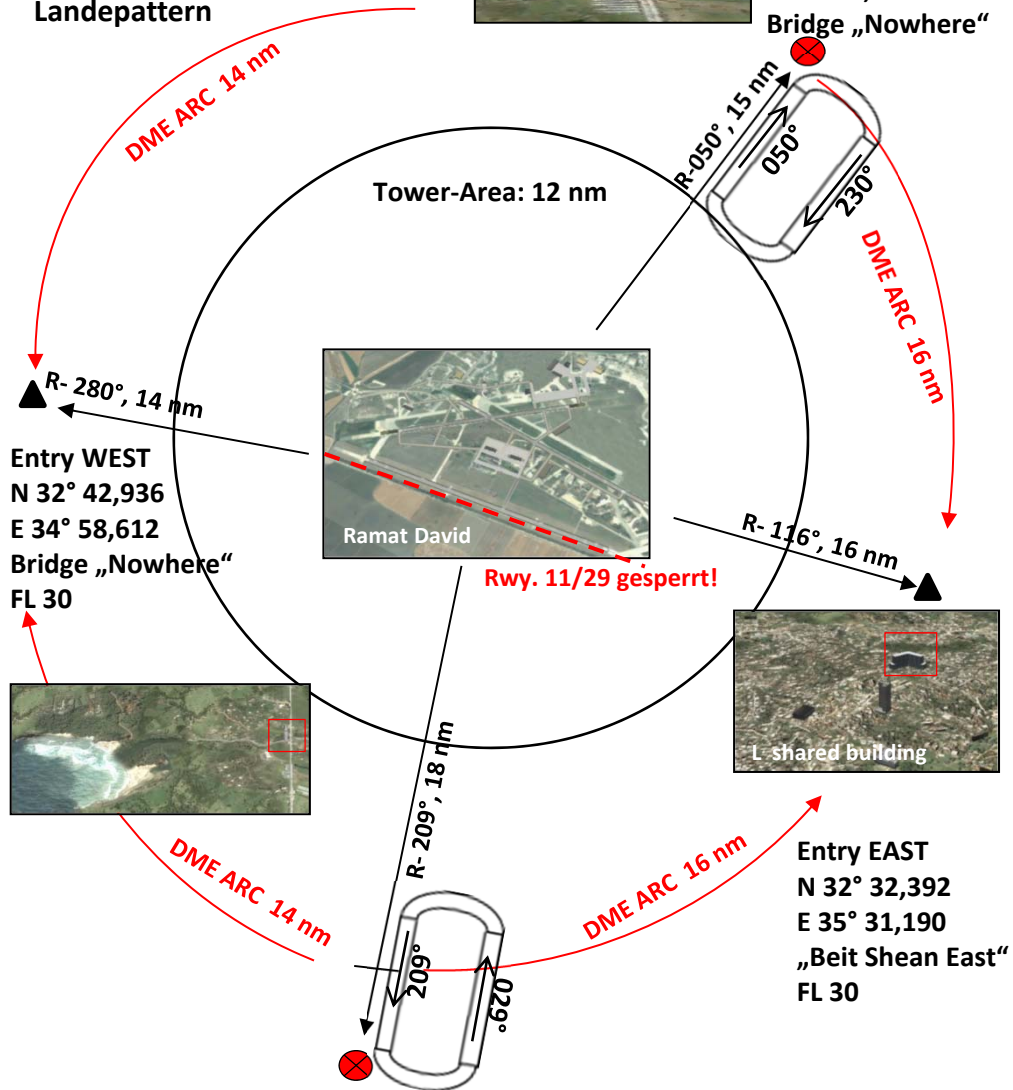 Landepattern
Bridge „Nowhere“
DME ARC 14 nm
R-050°, 15 nm
050°
230°
Tower-Area: 12 nm
DME ARC 16 nm
R- 280°, 14 nm
Entry WEST
N 32° 42,936
E 34° 58,612
Bridge „Nowhere“
FL 30
Ramat David
Rwy. 11/29 gesperrt!
R- 116°, 16 nm
L shared building
R- 209°, 18 nm
DME ARC 14 nm
DME ARC 16 nm
209°
029°
Entry EAST
N 32° 32,392
E 35° 31,190
„Beit Shean East“
FL 30